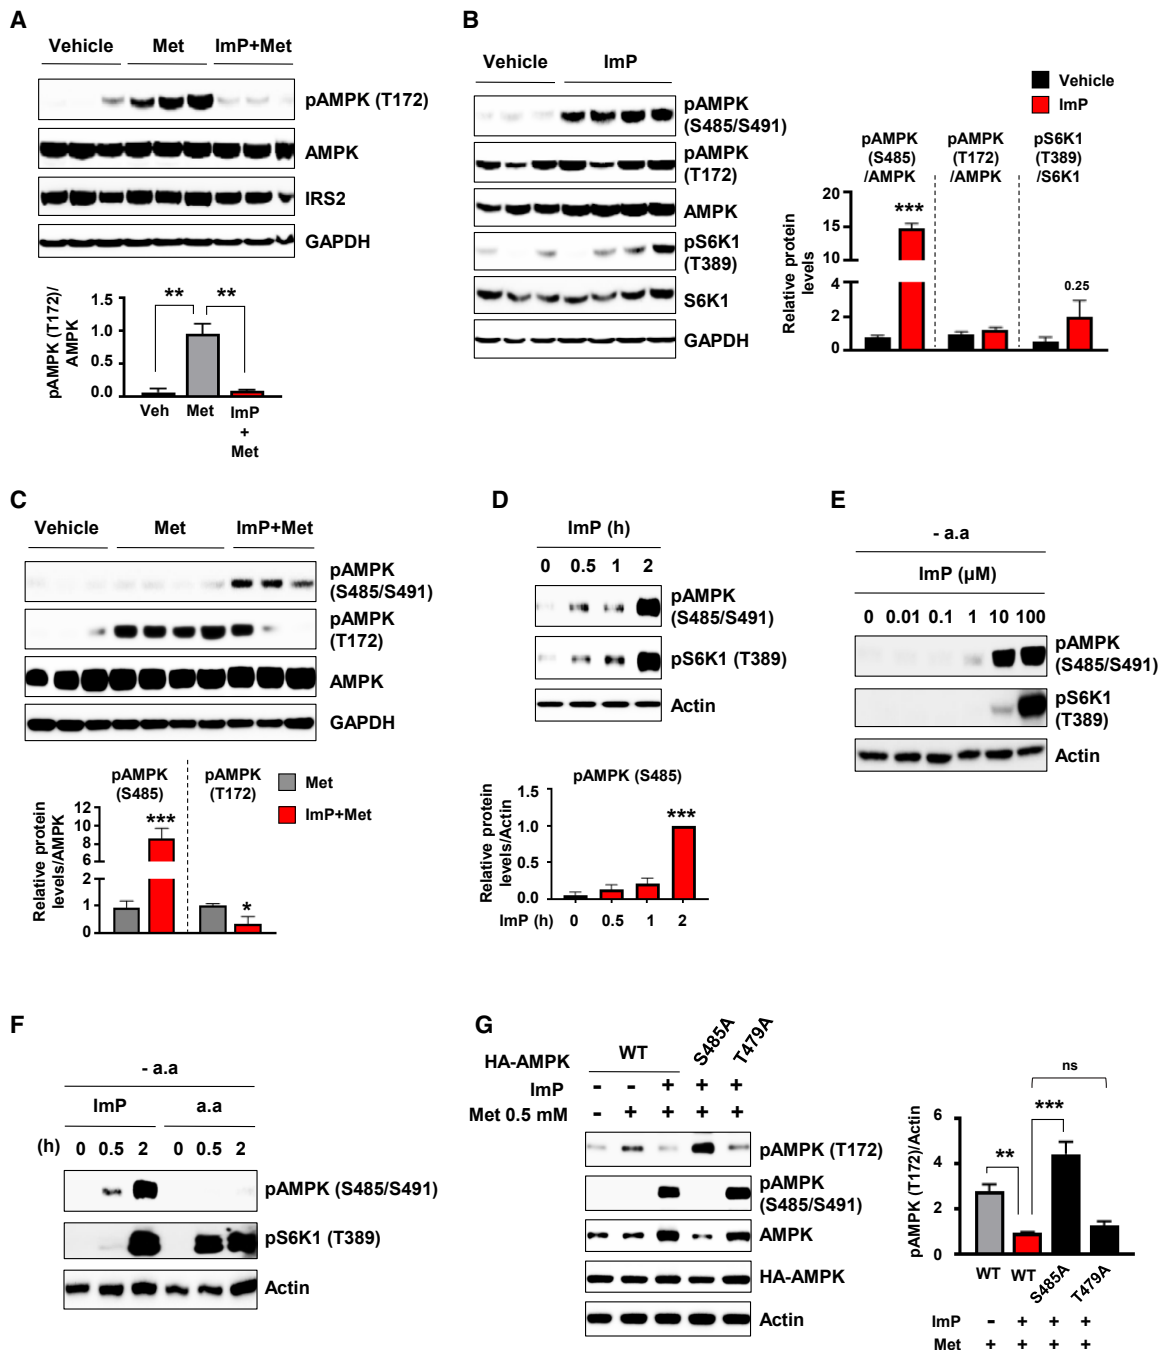 A
Vehicle Met ImP+Met
pAMPK (T172)
AMPK
IRS2
GAPDH
pAMPK (T172)/
AMPK
1.5
1.0
0.5
0.0
** **
Veh Met ImP
+
Met
B
Vehicle ImP
pAMPK
(S485/S491)
pAMPK
(T172)
AMPK
pS6K1
(T389)
S6K1
GAPDH
Vehicle
ImP
pAMPK pAMPK pS6K1
(S485) (T172) (T389)
/AMPK /AMPK /S6K1
Relative protein
levels
20
15
10
4
2
0
***
0.25
C
Vehicle Met ImP+Met
pAMPK
(S485/S491)
pAMPK
(T172)
AMPK
GAPDH
pAMPK pAMPK
(S485) (T172)
Met
ImP+Met
Relative protein
levels/AMPK
12
10
8
6
2
1
0
***
*
D
ImP (h)
0 0.5 1 2
pAMPK
(S485/S491)
pS6K1 (T389)
Actin
pAMPK (S485)
Relative protein
levels/Actin
1.5
1.0
0.5
0.0
***
ImP (h) 0 0.5 1 2
E
- a.a
ImP (µM)
0 0.01 0.1 1 10 100
pAMPK
(S485/S491)
pS6K1
(T389)
Actin
F
- a.a
ImP a.a
(h) 0 0.5 2 0 0.5 2
pAMPK (S485/S491)
pS6K1 (T389)
Actin
G
HA-AMPK WT S485A T479A
ImP - - + + +
Met 0.5 mM - + + + +
pAMPK (T172)
pAMPK
(S485/S491)
AMPK
HA-AMPK
Actin
pAMPK (T172)/Actin
6
4
2
0
ns
***
**
WT WT S485A T479A
ImP - + + +
Met + + + +